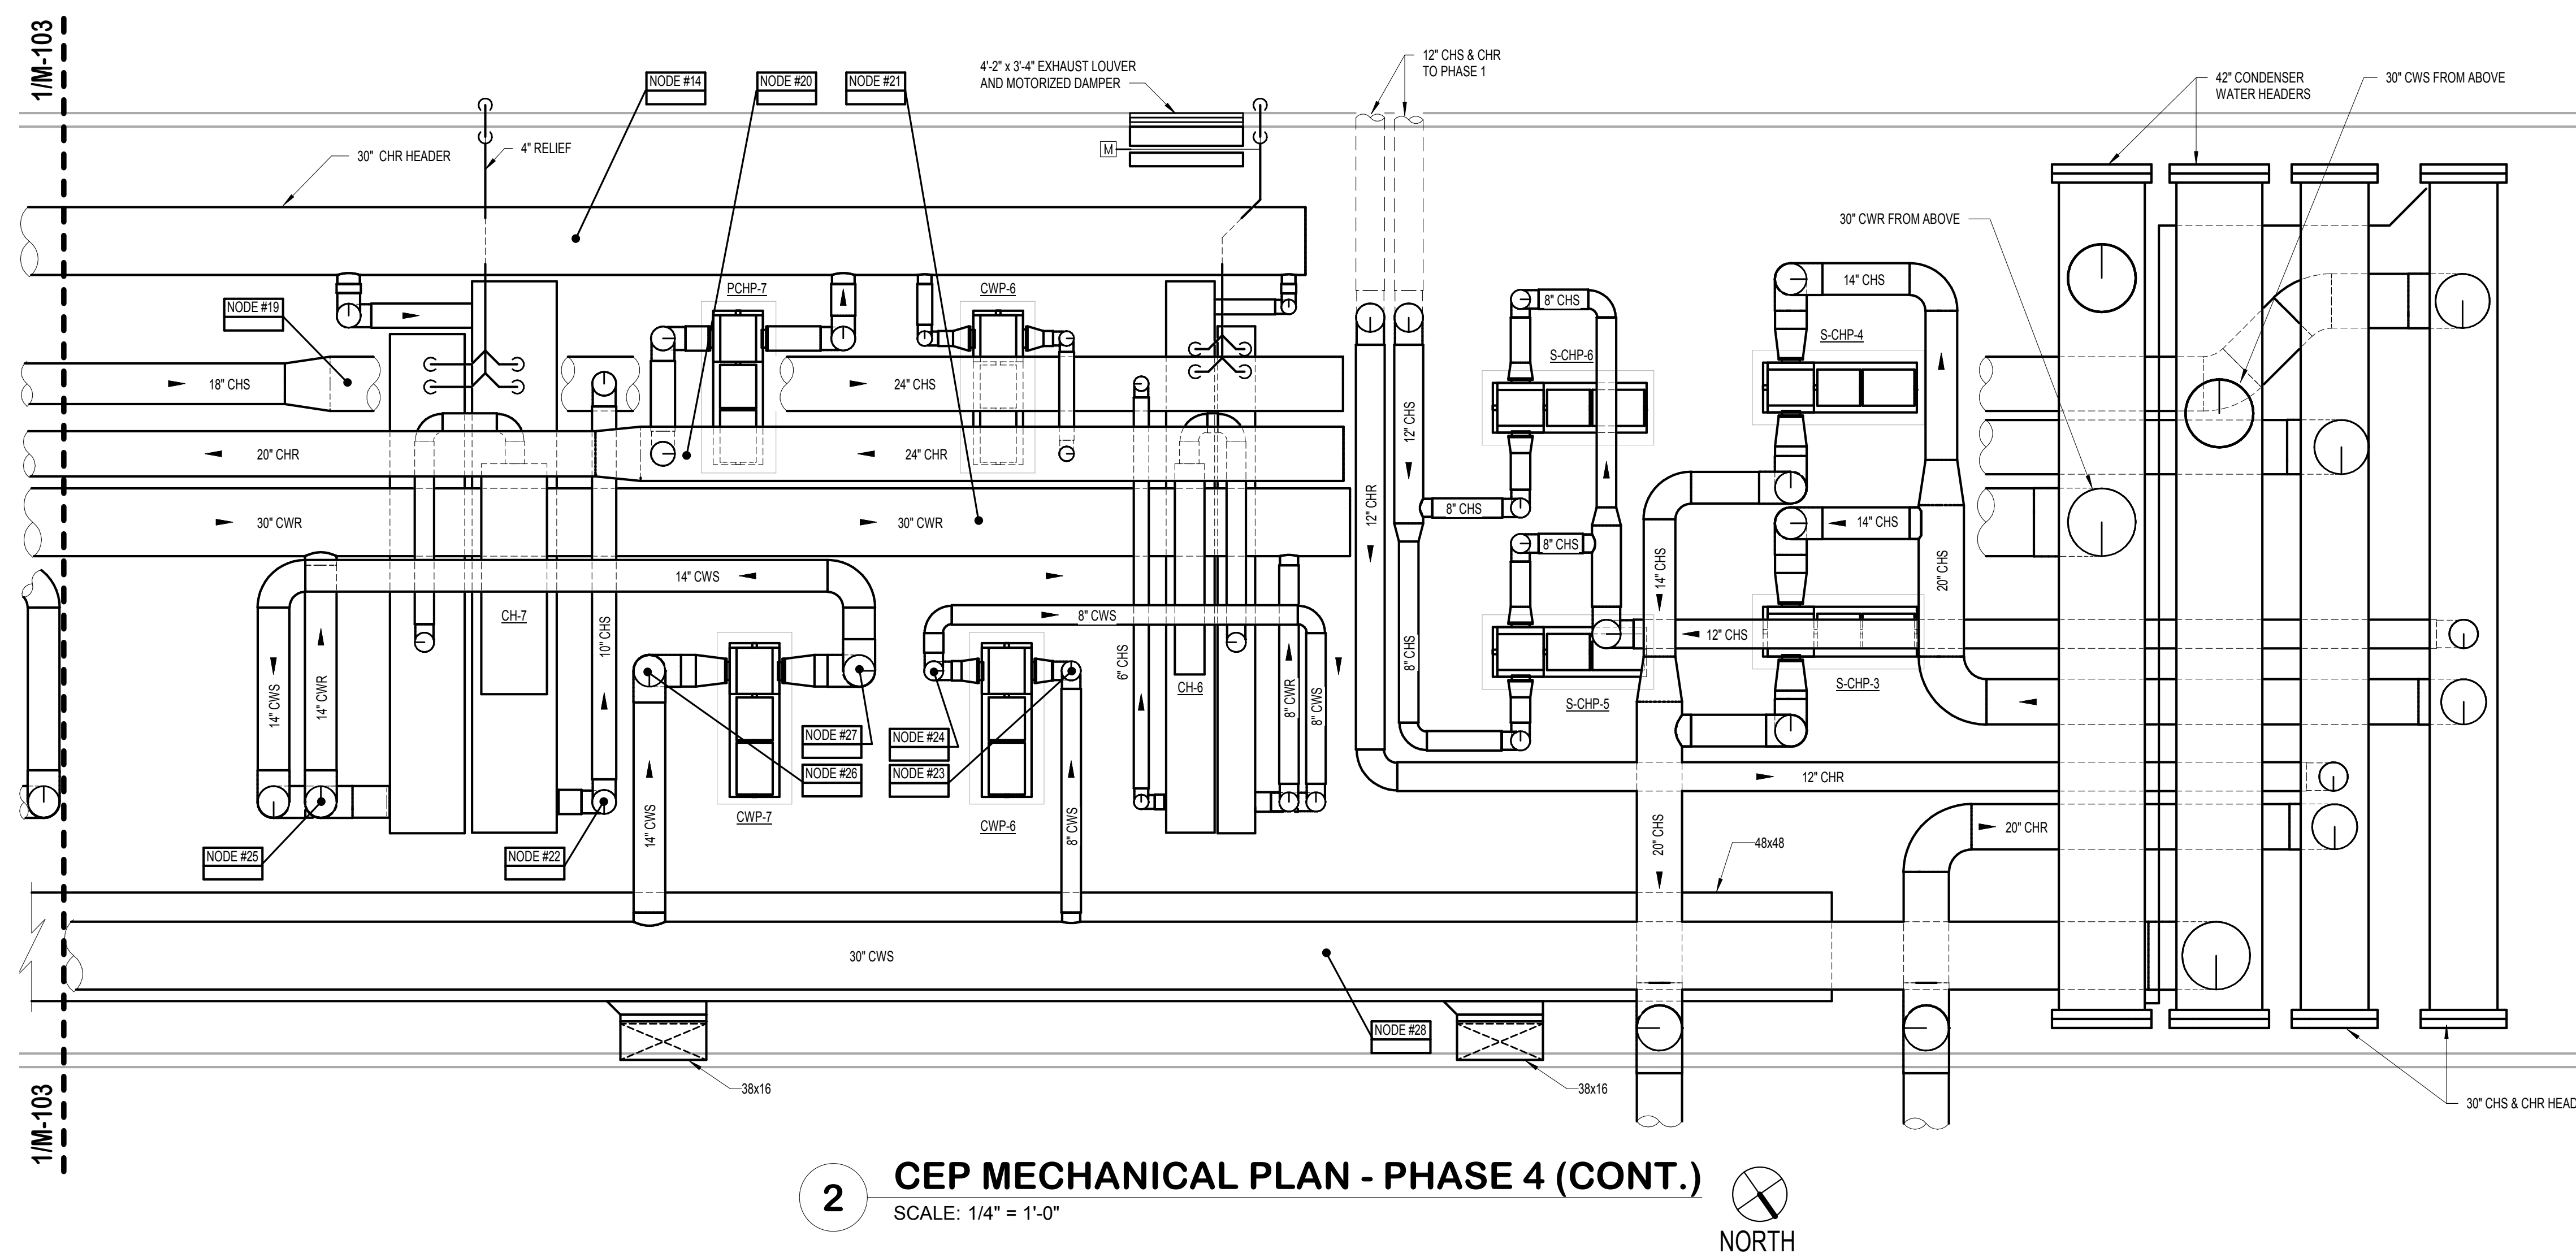 1/M-103
NODE #14
NODE #20
NODE #21
4'-2" x 3'-4" EXHAUST LOUVER
AND MOTORIZED DAMPER
12" CHS & CHR
TO PHASE 1
42" CONDENSER
WATER HEADERS
30" CWS FROM ABOVE
30" CHR HEADER
4" RELIEF
M
30" CWR FROM ABOVE
NODE #19
PCHP-7
CWP-6
8" CHS
14" CHS
S-CHP-6
S-CHP-4
18" CHS
24" CHS
12" CHS
20" CHR
24" CHR
12" CHR
8" CHS
30" CWR
30" CWR
8" CHS
14" CHS
14" CHS
20" CHS
14" CWS
CH-7
10" CHS
8" CWS
12" CHS
6" CHS
8" CHS
CH-6
S-CHP-3
S-CHP-5
14" CWS
14" CWR
8" CWR
8" CWS
NODE #27
NODE #24
NODE #26
NODE #23
12" CHR
CWP-7
CWP-6
14" CWS
8" CWS
20" CHS
20" CHR
48x48
NODE #25
NODE #22
30" CWS
NODE #28
38x16
38x16
30" CHS & CHR HEAD
1/M-103
2
CEP MECHANICAL PLAN - PHASE 4 (CONT.)
SCALE: 1/4" = 1'-0"
NORTH